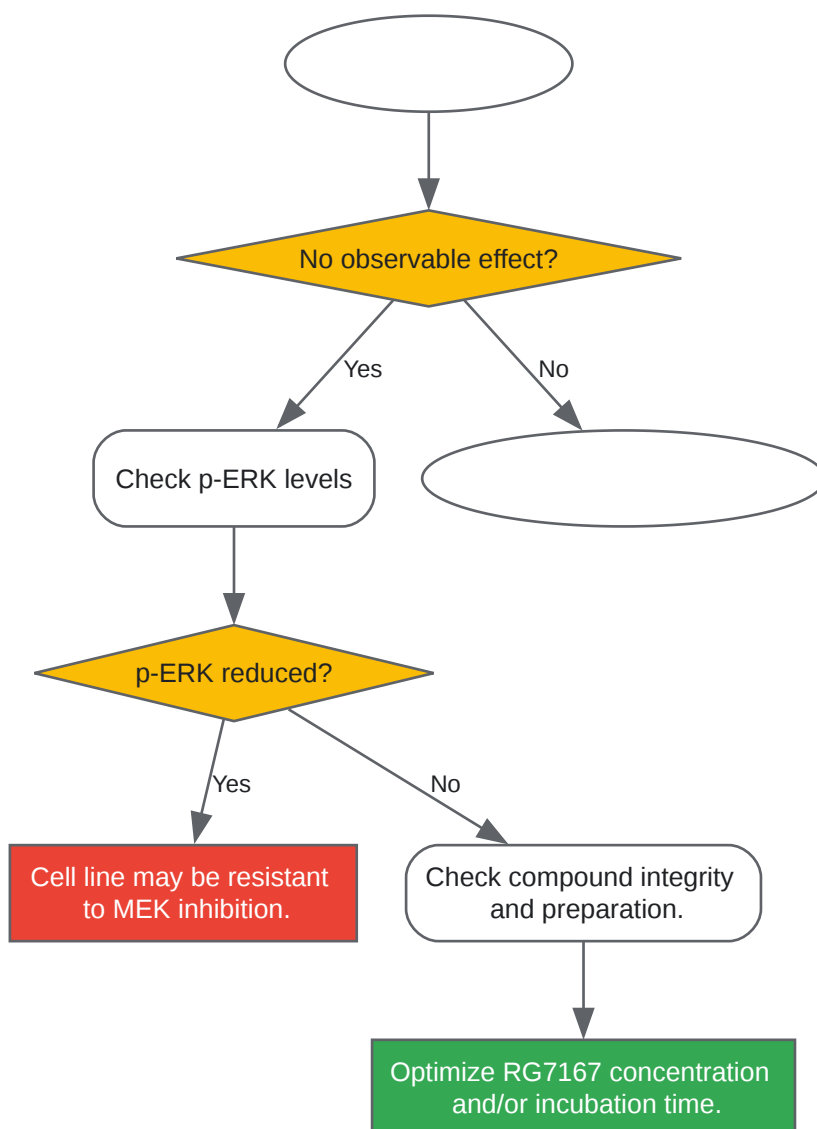 No observable effect?
Yes
No
Check p-ERK levels
p-ERK reduced?
Yes
No
Cell line may be resistant
to MEK inhibition.
Check compound integrity
and preparation.
Optimize RG7167 concentration
and/or incubation time.